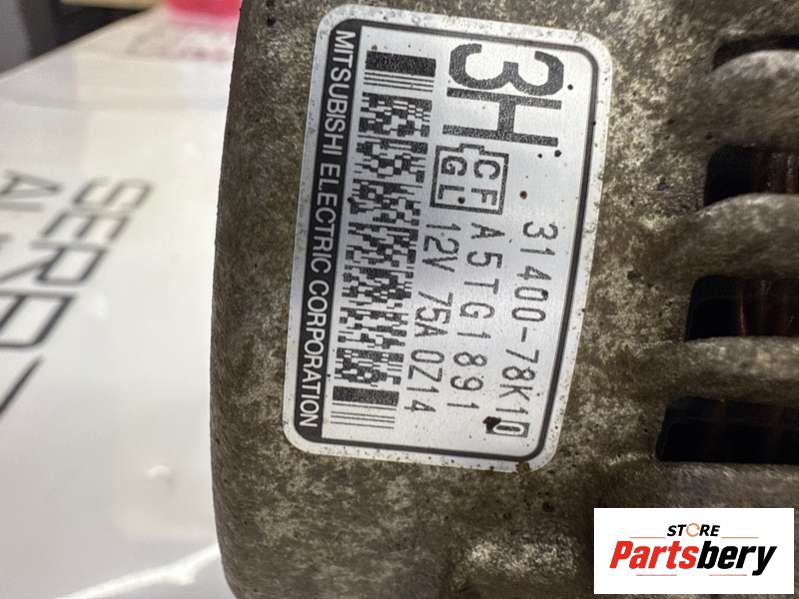 3H
31400-78K10
CF
GL
A5TG1891
12V 75A 0Z14
MITSUBISHI ELECTRIC CORPORATION
STORE
Partsbery